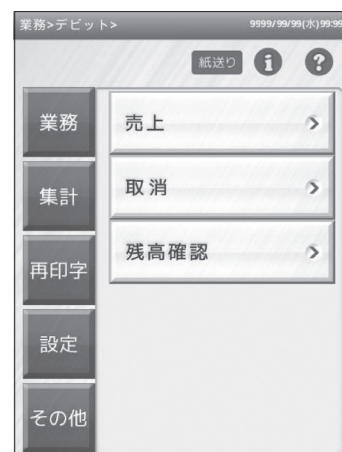 業務>デビット>　9999/99/99(水)99:99
紙送り i ?
業務
売上
取消
集計
残高確認
再印字
設定
その他